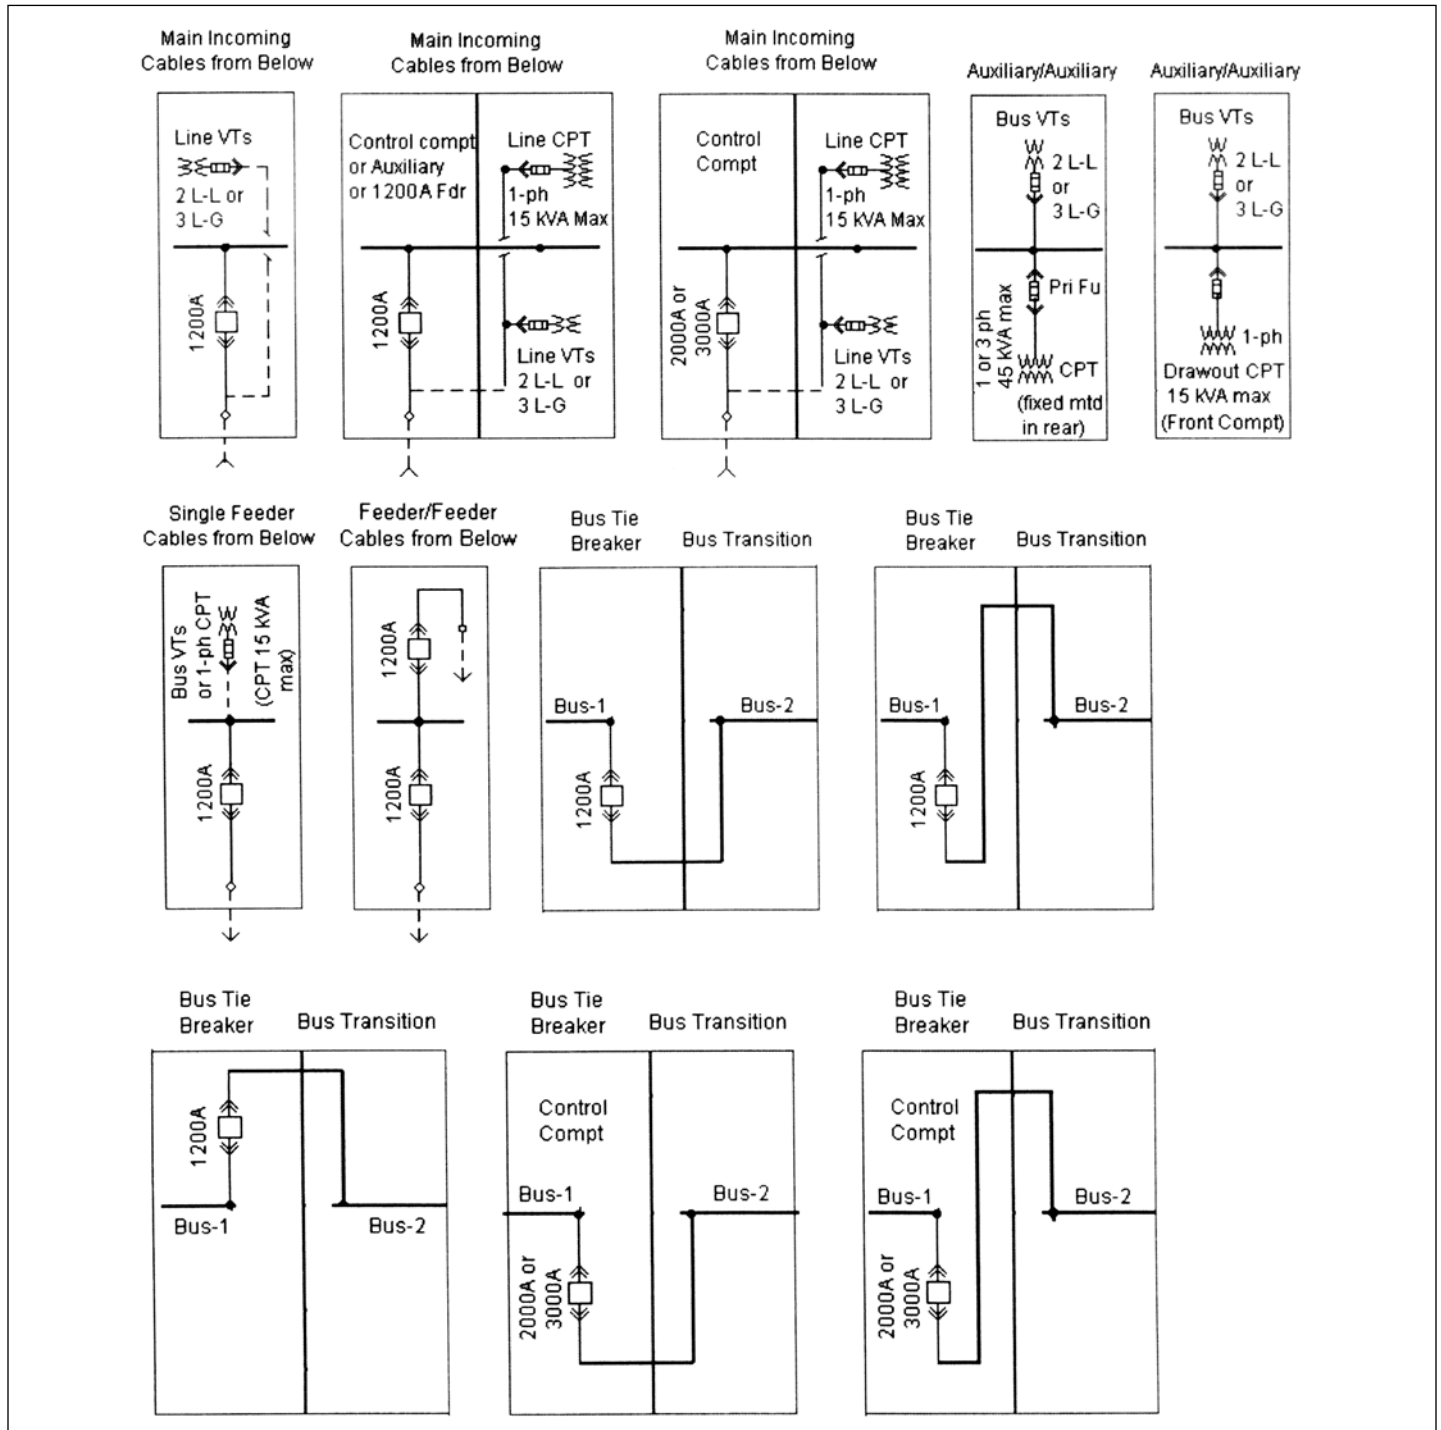 Main Incoming
Cables from Below
Line VTs
2 L-L or
3 L-G
1200A
Main Incoming
Cables from Below
Control compt
or Auxiliary
or 1200A Fdr
Line CPT
1-ph
15 kVA Max
1200A
Line VTs
2 L-L or
3 L-G
Main Incoming
Cables from Below
Control
Compt
Line CPT
1-ph
15 kVA Max
2000A or
3000A
Line VTs
2 L-L or
3 L-G
Auxiliary/Auxiliary
Bus VTs
2 L-L
or
3 L-G
Pri Fu
1 or 3 ph
45 kVA max
CPT
(fixed mtd
in rear)
Auxiliary/Auxiliary
Bus VTs
2 L-L
or
3 L-G
1-ph
Drawout CPT
15 kVA max
(Front Compt)
Single Feeder
Cables from Below
Bus VTs
or 1-ph CPT
(CPT 15 kVA
max)
1200A
Feeder/Feeder
Cables from Below
1200A
1200A
Bus Tie
Breaker
Bus Transition
Bus-1
Bus-2
1200A
Bus Tie
Breaker
Bus Transition
Bus-1
Bus-2
1200A
Bus Tie
Breaker
Bus Transition
1200A
Bus-1
Bus-2
Bus Tie
Breaker
Bus Transition
Control
Compt
Bus-1
Bus-2
2000A or
3000A
Bus Tie
Breaker
Bus Transition
Control
Compt
Bus-1
Bus-2
2000A or
3000A